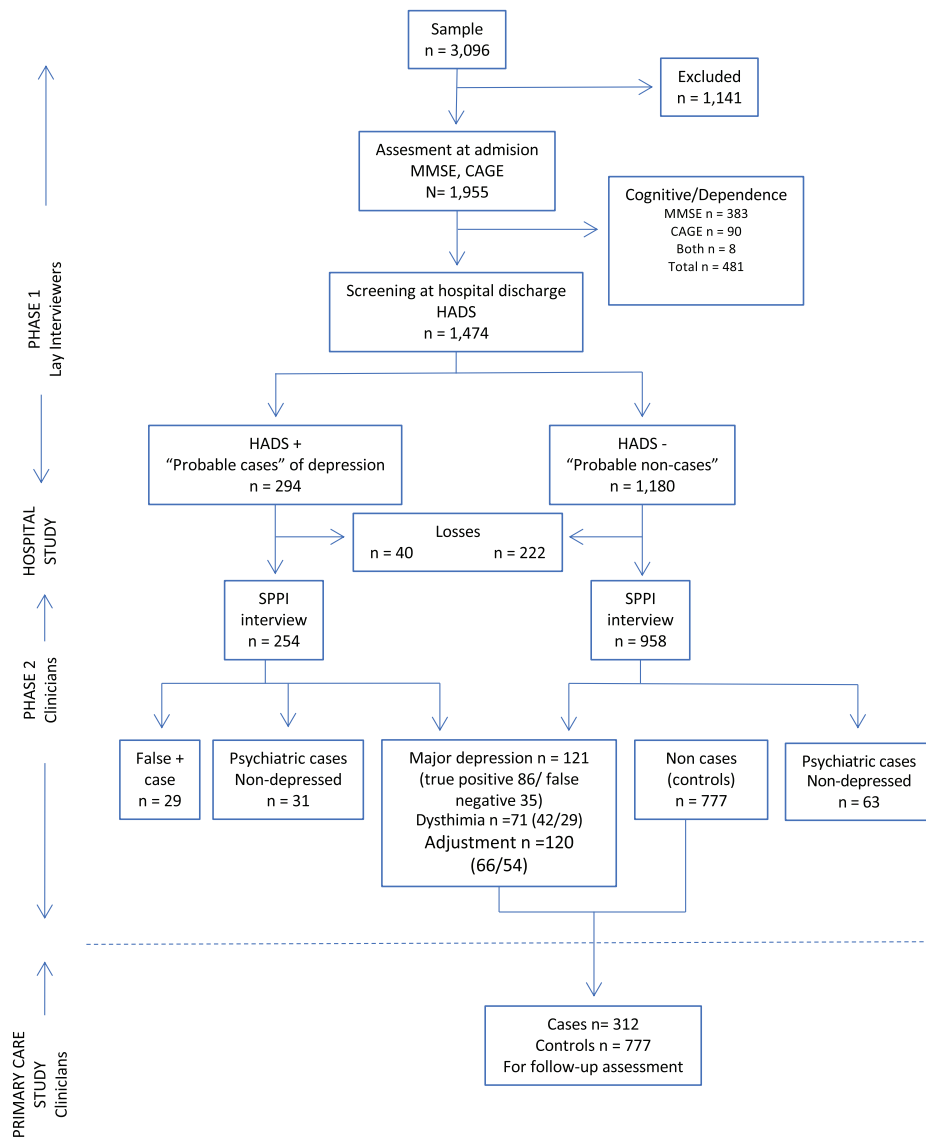 Sample
n = 3,096
Excluded
n = 1,141
Assesment at admision
MMSE, CAGE
N= 1,955
Cognitive/Dependence
MMSE n = 383
CAGE n = 90
Both n = 8
Total n = 481
Screening at hospital discharge
HADS
n = 1,474
PHASE 1
Lay Interviewers
HADS +
“Probable cases” of depression
n = 294
HADS -
“Probable non-cases”
n = 1,180
Losses
n = 40 n = 222
HOSPITAL
STUDY
SPPI
interview
n = 254
SPPI
interview
n = 958
PHASE 2
Clinicians
False +
case
n = 29
Psychiatric cases
Non-depressed
n = 31
Major depression n = 121
(true positive 86/ false
negative 35)
Dysthimia n =71 (42/29)
Adjustment n =120
(66/54)
Non cases
(controls)
n = 777
Psychiatric cases
Non-depressed
n = 63
PRIMARY CARE
STUDY
Cliniclans
Cases n= 312
Controls n = 777
For follow-up assessment